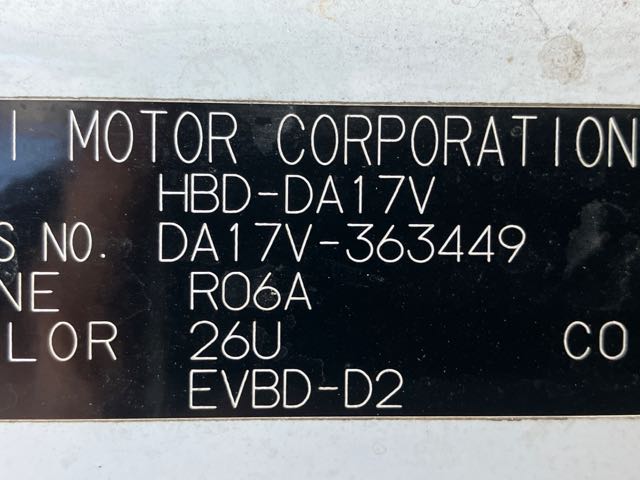 I MOTOR CORPORATION
HBD-DA17V
S NO. DA17V-363449
NE R06A
LOR 26U CO
EVBD-D2